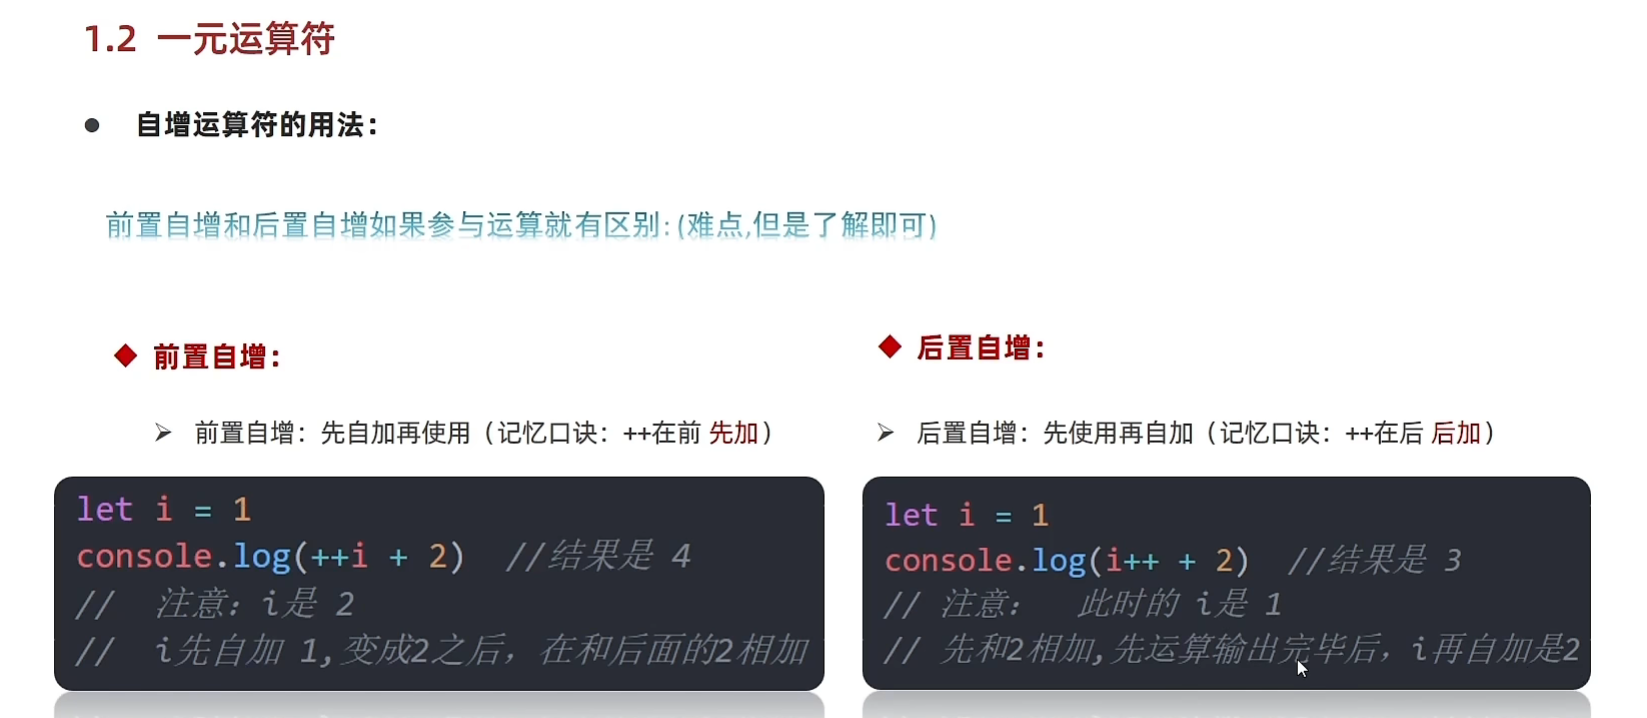 1.2 一元运算符
自增运算符的用法：
前置自增和后置自增如果参与运算就有区别：(难点,但是了解即可)
前置自增：
前置自增：先自加再使用（记忆口诀：++在前 先加）
let i = 1
console.log(++i + 2)  //结果是 4
//  注意：i是 2
//  i先自加 1,变成2之后，在和后面的2相加
后置自增：
后置自增：先使用再自加（记忆口诀：++在后 后加）
let i = 1
console.log(i++ + 2)  //结果是 3
// 注意：  此时的 i是 1
// 先和2相加,先运算输出完毕后，i再自加是2